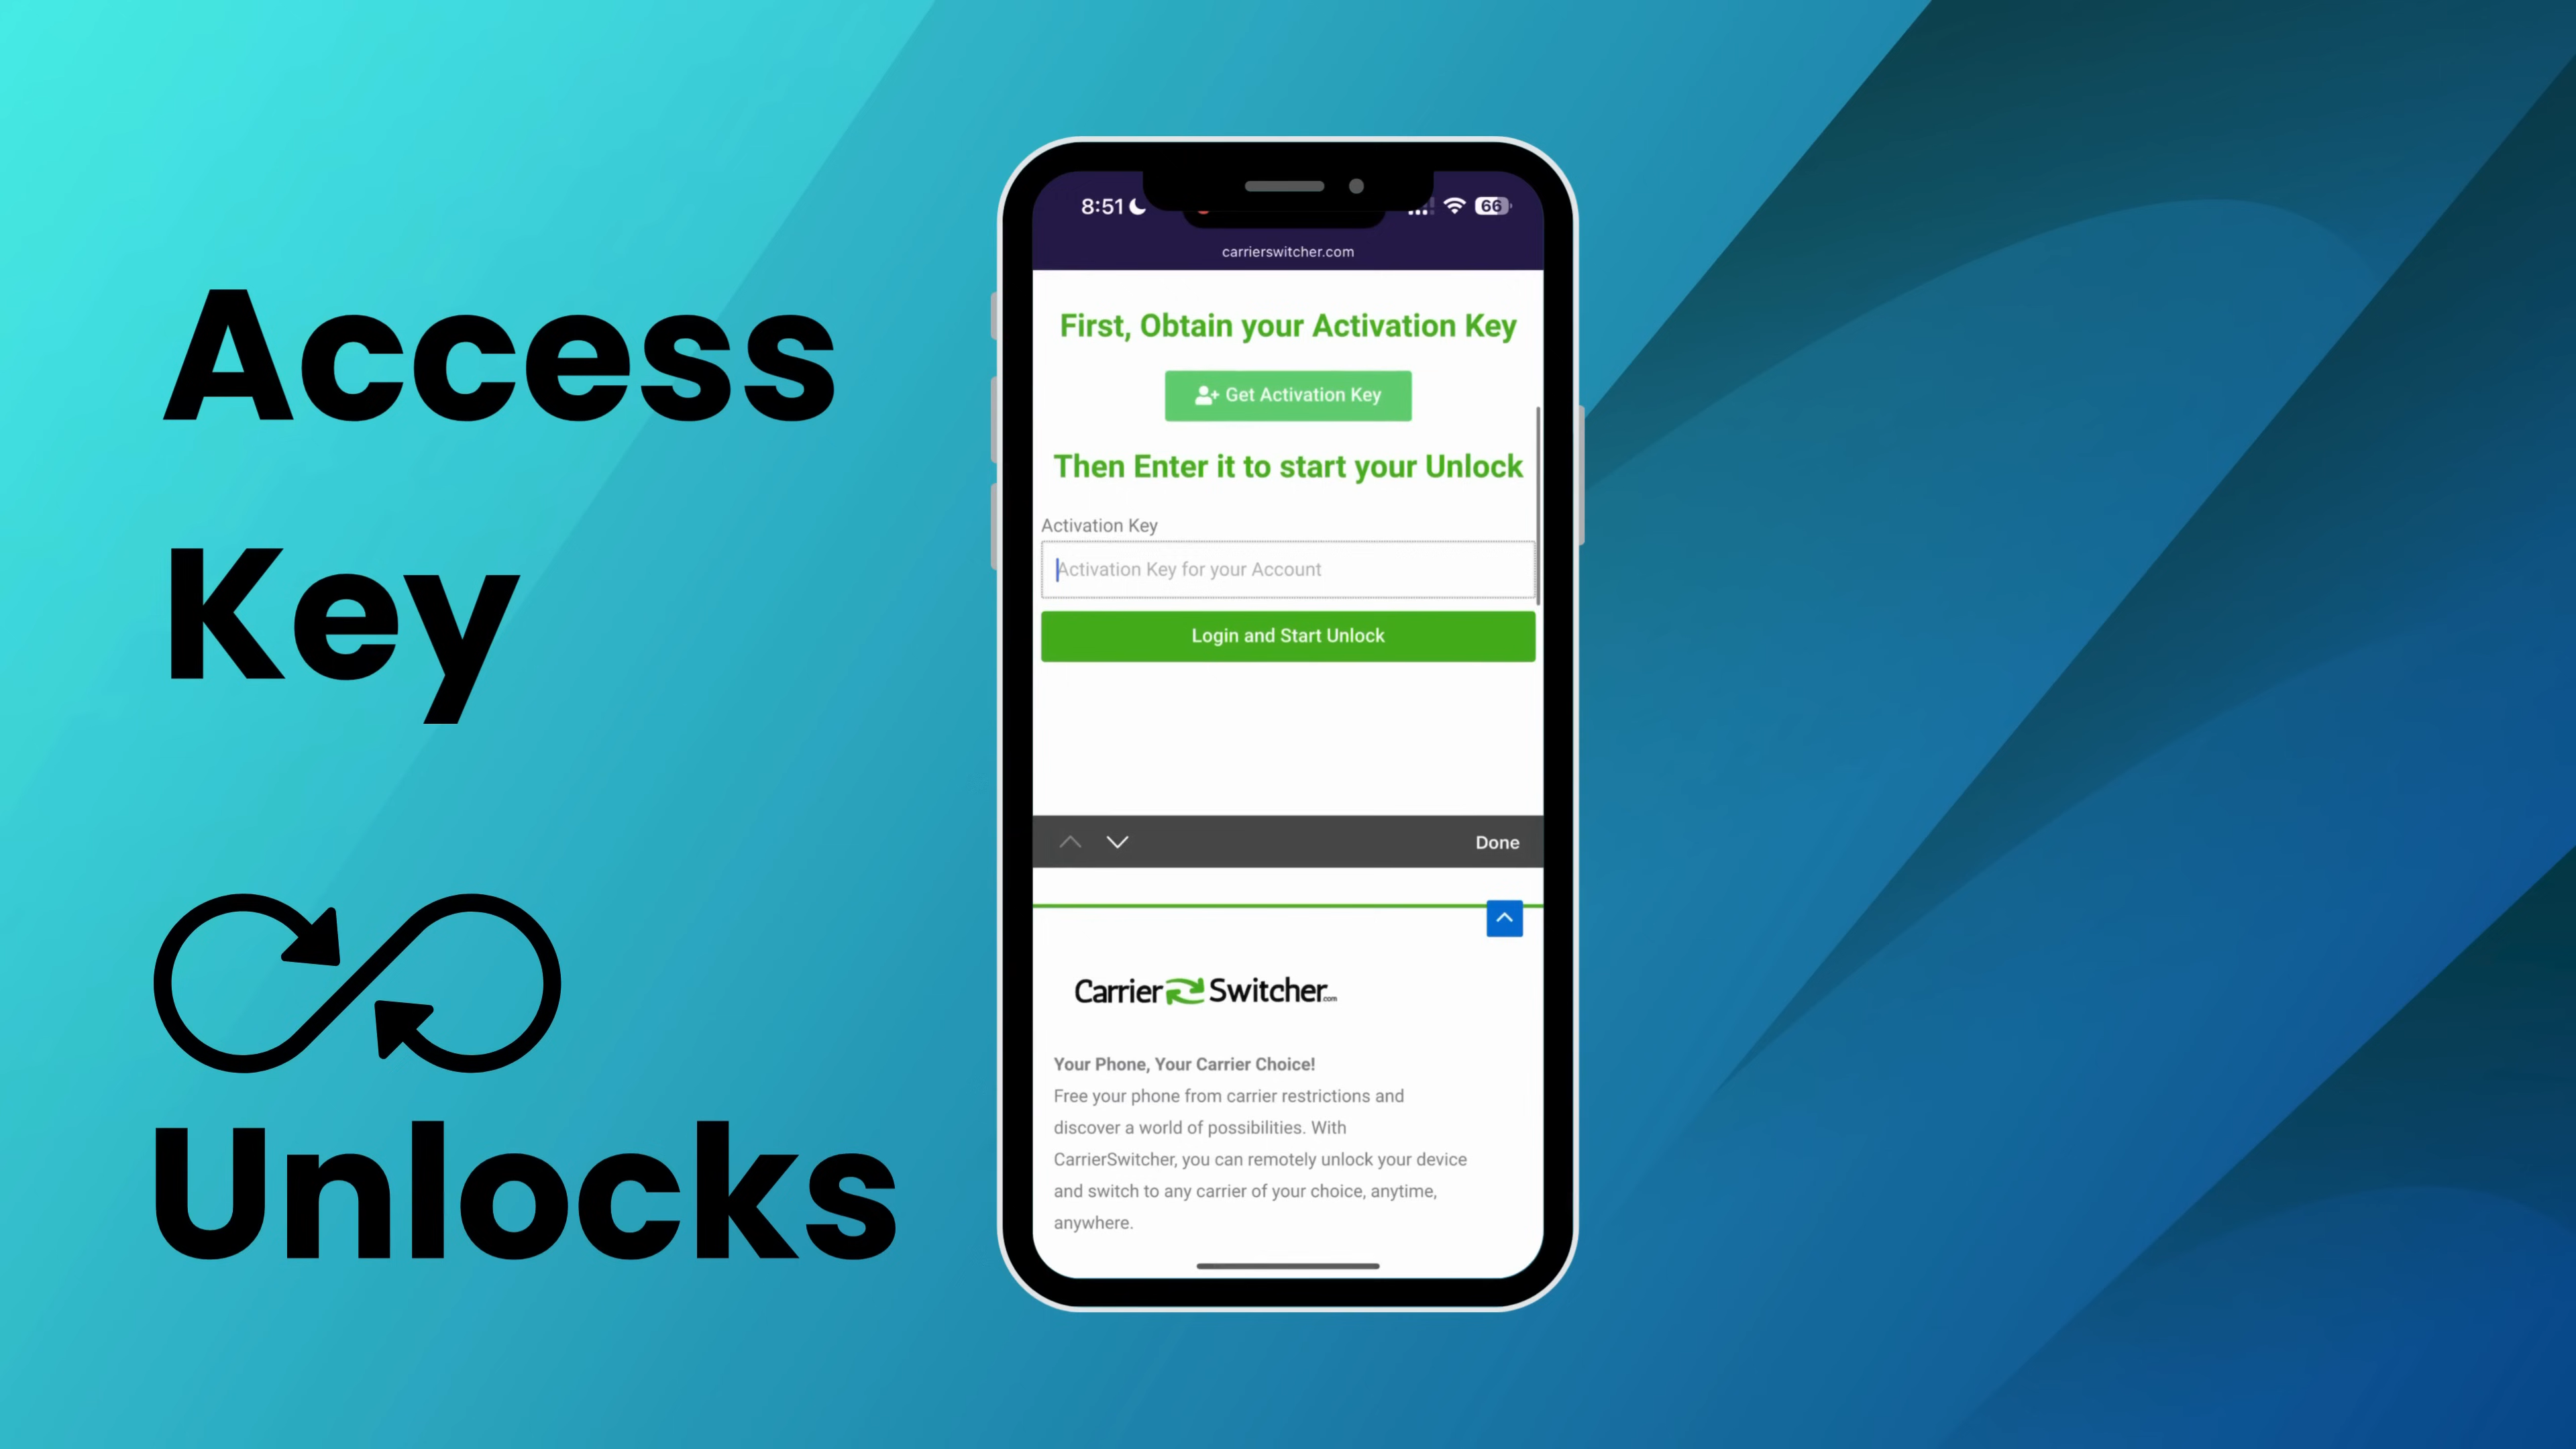 Access
Key
Unlocks
8:51
66
carrierswitcher.com
First, Obtain your Activation Key
Get Activation Key
Then Enter it to start your Unlock
Activation Key
Activation Key for your Account
Login and Start Unlock
Done
CarrierSwitcher.com
Your Phone, Your Carrier Choice!
Free your phone from carrier restrictions and
discover a world of possibilities. With
CarrierSwitcher, you can remotely unlock your device
and switch to any carrier of your choice, anytime,
anywhere.